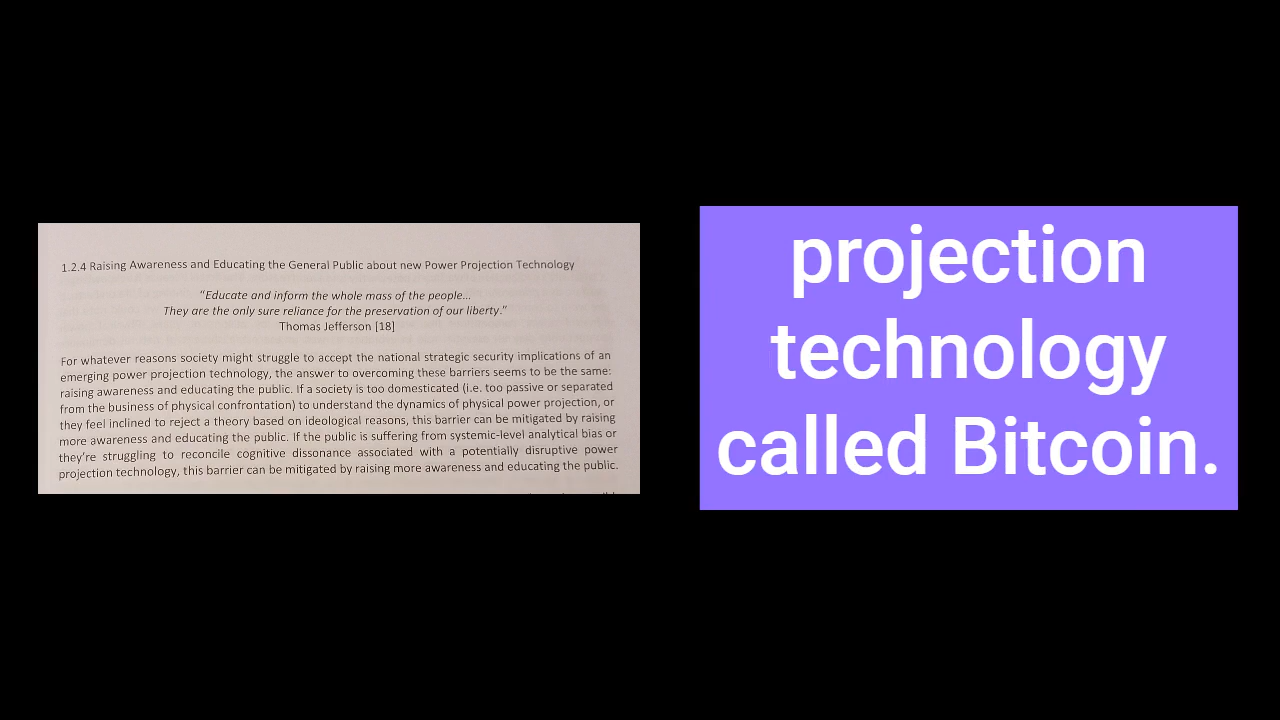 1.2.4 Raising Awareness and Educating the General Public about new Power Projection Technology
“Educate and inform the whole mass of the people...
They are the only sure reliance for the preservation of our liberty.”
Thomas Jefferson [18]
For whatever reasons society might struggle to accept the national strategic security implications of an
emerging power projection technology, the answer to overcoming these barriers seems to be the same:
raising awareness and educating the public. If a society is too domesticated (i.e. too passive or separated
from the business of physical confrontation) to understand the dynamics of physical power projection, or
they feel inclined to reject a theory based on ideological reasons, this barrier can be mitigated by raising
more awareness and educating the public. If the public is suffering from systemic-level analytical bias or
they’re struggling to reconcile cognitive dissonance associated with a potentially disruptive power
projection technology, this barrier can be mitigated by raising more awareness and educating the public.
projection
technology
called Bitcoin.